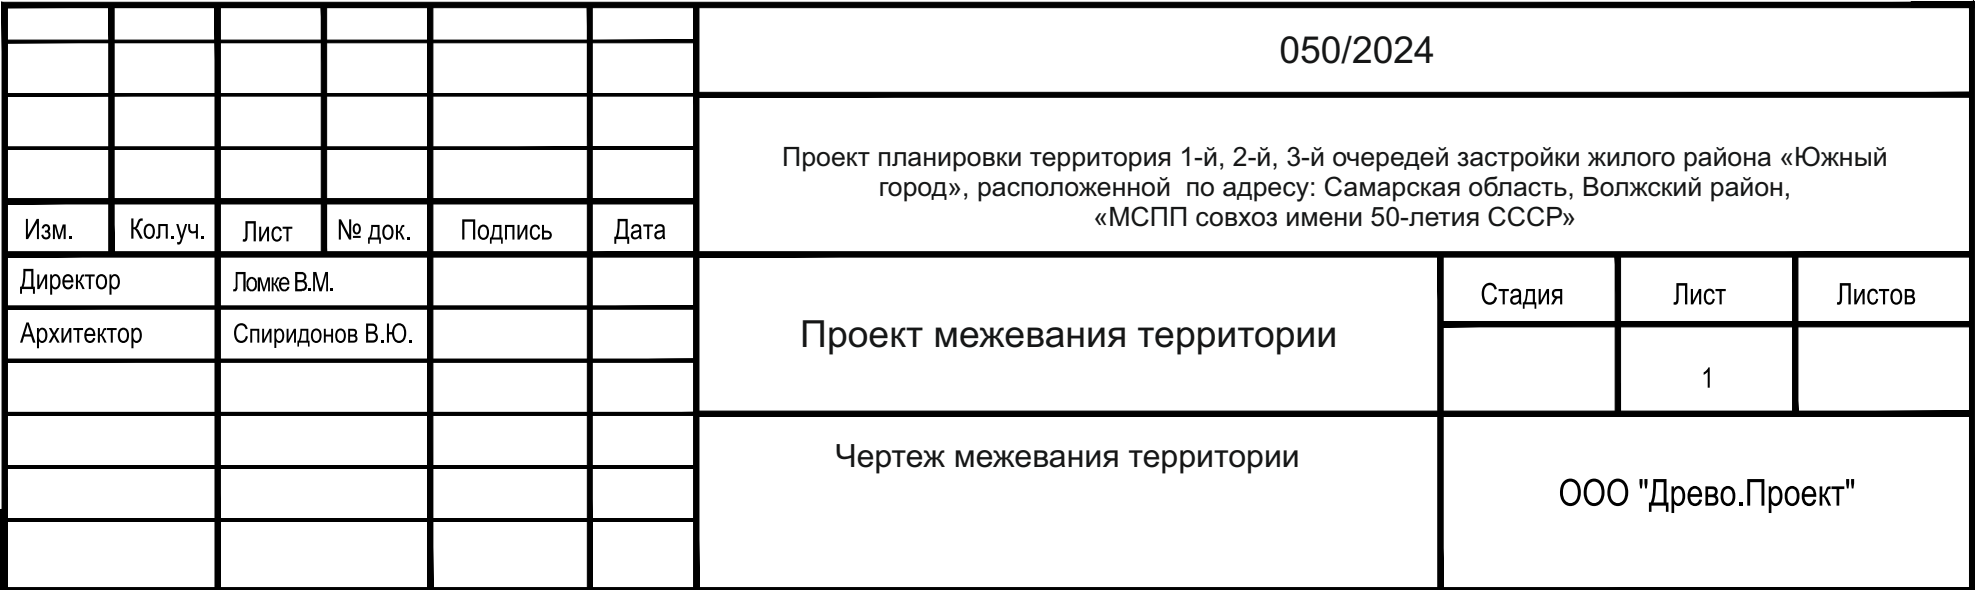 050/2024
Проект планировки территория 1-й, 2-й, 3-й очередей застройки жилого района «Южный
город», расположенной по адресу: Самарская область, Волжский район,
«МСПП совхоз имени 50-летия СССР»
Изм. Кол.уч. Лист № док. Подпись Дата
Директор Ломке В.М.
Архитектор Спиридонов В.Ю.
Проект межевания территории
Стадия Лист Листов
1
Чертеж межевания территории
ООО "Древо.Проект"